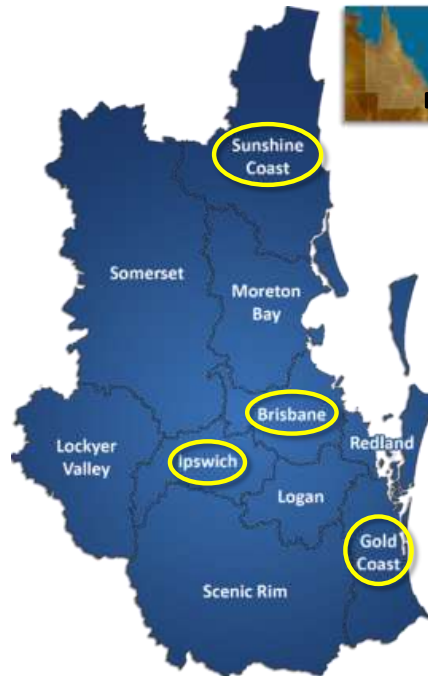 Sunshine
Coast
Somerset
Moreton
Bay
Brisbane
Lockyer
Valley
Redland
Ipswich
Logan
Gold
Coast
Scenic Rim